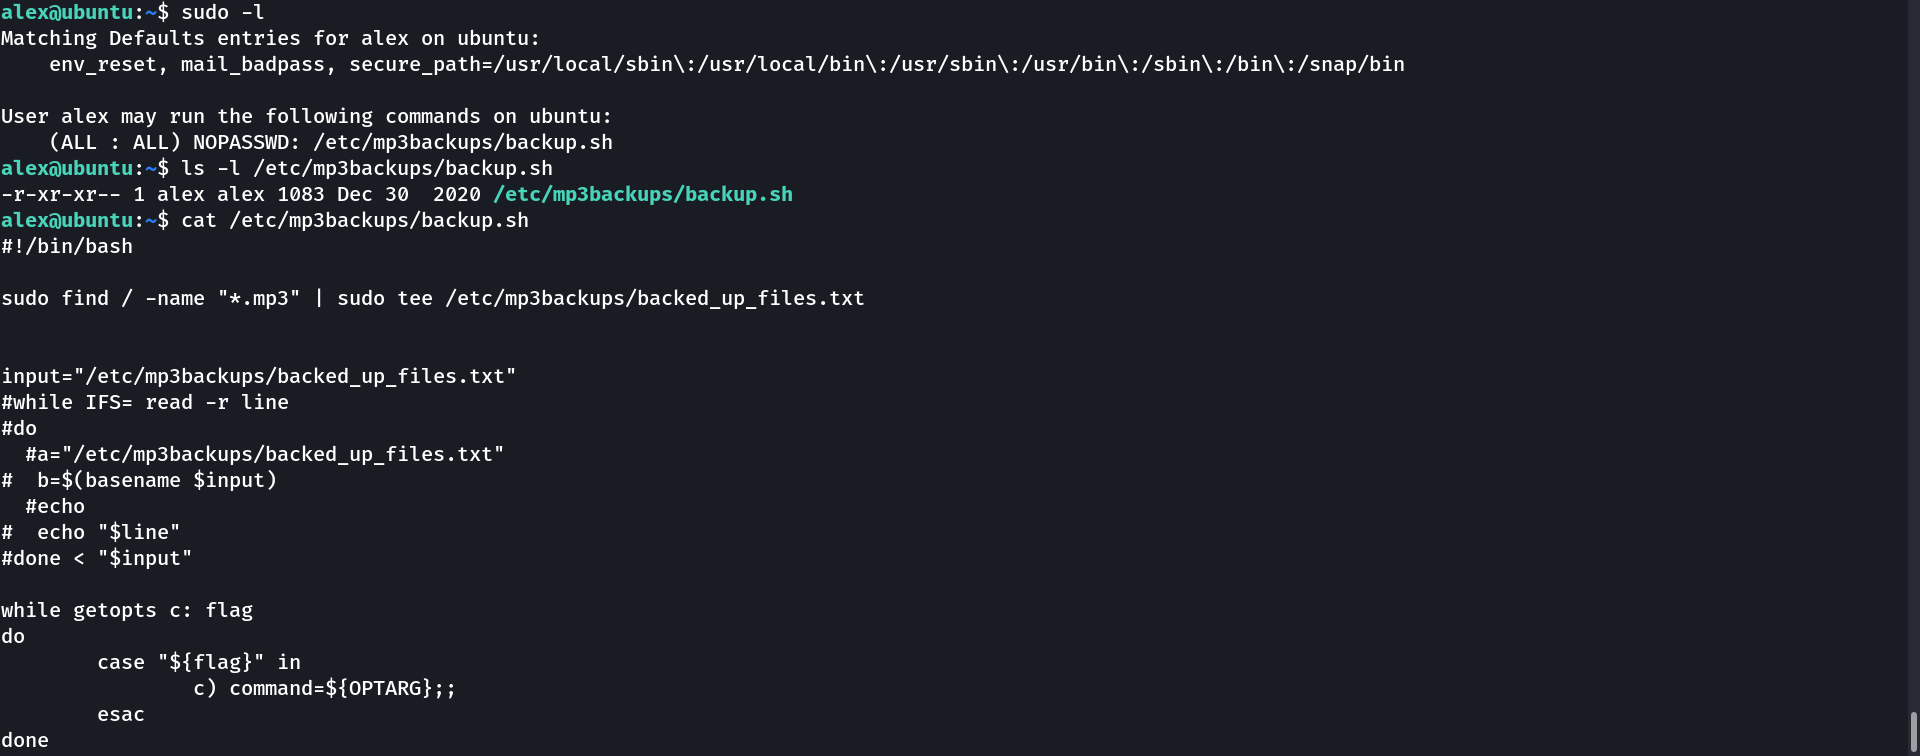 alex@ubuntu:~$ sudo -l
Matching Defaults entries for alex on ubuntu:
    env_reset, mail_badpass, secure_path=/usr/local/sbin\:/usr/local/bin\:/usr/sbin\:/usr/bin\:/sbin\:/bin\:/snap/bin

User alex may run the following commands on ubuntu:
    (ALL : ALL) NOPASSWD: /etc/mp3backups/backup.sh
alex@ubuntu:~$ ls -l /etc/mp3backups/backup.sh
-r-xr-xr-- 1 alex alex 1083 Dec 30  2020 /etc/mp3backups/backup.sh
alex@ubuntu:~$ cat /etc/mp3backups/backup.sh
#!/bin/bash

sudo find / -name "*.mp3" | sudo tee /etc/mp3backups/backed_up_files.txt


input="/etc/mp3backups/backed_up_files.txt"
#while IFS= read -r line
#do
  #a="/etc/mp3backups/backed_up_files.txt"
#  b=$(basename $input)
  #echo
#  echo "$line"
#done < "$input"

while getopts c: flag
do
        case "${flag}" in
                c) command=${OPTARG};;
        esac
done